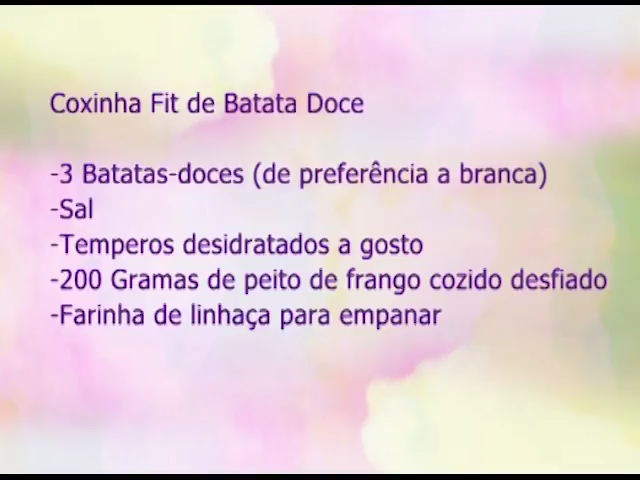 Coxinha Fit de Batata Doce
-3 Batatas-doces (de preferência a branca)
-Sal
-Temperos desidratados a gosto
-200 Gramas de peito de frango cozido desfiado
-Farinha de linhaça para empanar